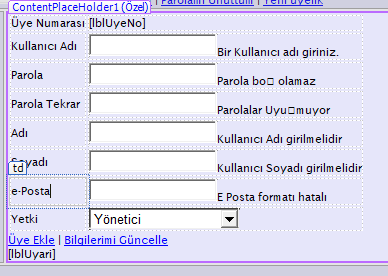 Parolamı Unuttum | Yeni üyelik
ContentPlaceHolder1 (Özel)
Üye Numarası [lblUyeNo]
Kullanıcı Adı Bir Kullanıcı adı giriniz.
Parola Parola bo□ olamaz
Parola Tekrar Parolalar Uyu□muyor
Adı Kullanıcı Adı girilmelidir
Soyadı Kullanıcı Soyadı girilmelidir
td
e-Posta E Posta formatı hatalı
Yetki Yönetici
Üye Ekle | Bilgilerimi Güncelle
[lblUyari]